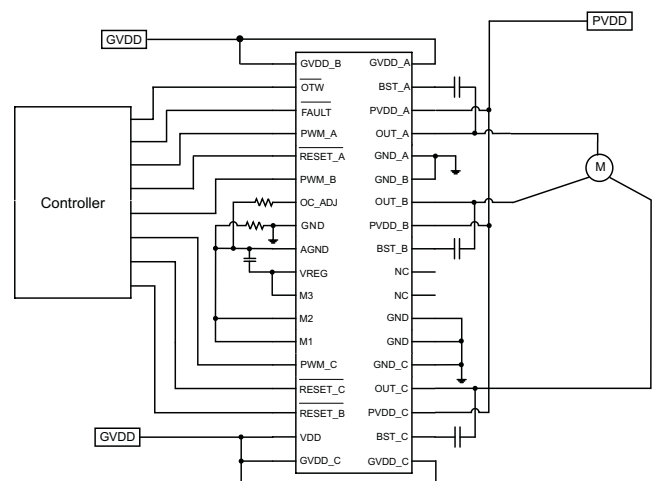 GVDD
PVDD
GVDD_B
GVDD_A
OTW
BST_A
FAULT
PVDD_A
PWM_A
OUT_A
RESET_A
GND_A
M
PWM_B
GND_B
Controller
OC_ADJ
OUT_B
GND
PVDD_B
AGND
BST_B
VREG
NC
M3
NC
M2
GND
M1
GND
PWM_C
GND_C
RESET_C
OUT_C
RESET_B
PVDD_C
GVDD
VDD
BST_C
GVDD_C
GVDD_C